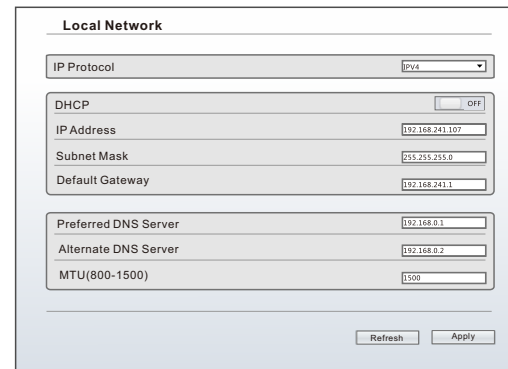 Local Network
IP Protocol IPV4
DHCP OFF
IP Address 192.168.241.107
Subnet Mask 255.255.255.0
Default Gateway 192.168.241.1
Preferred DNS Server 192.168.0.1
Alternate DNS Server 192.168.0.2
MTU(800-1500) 1500
Refresh Apply